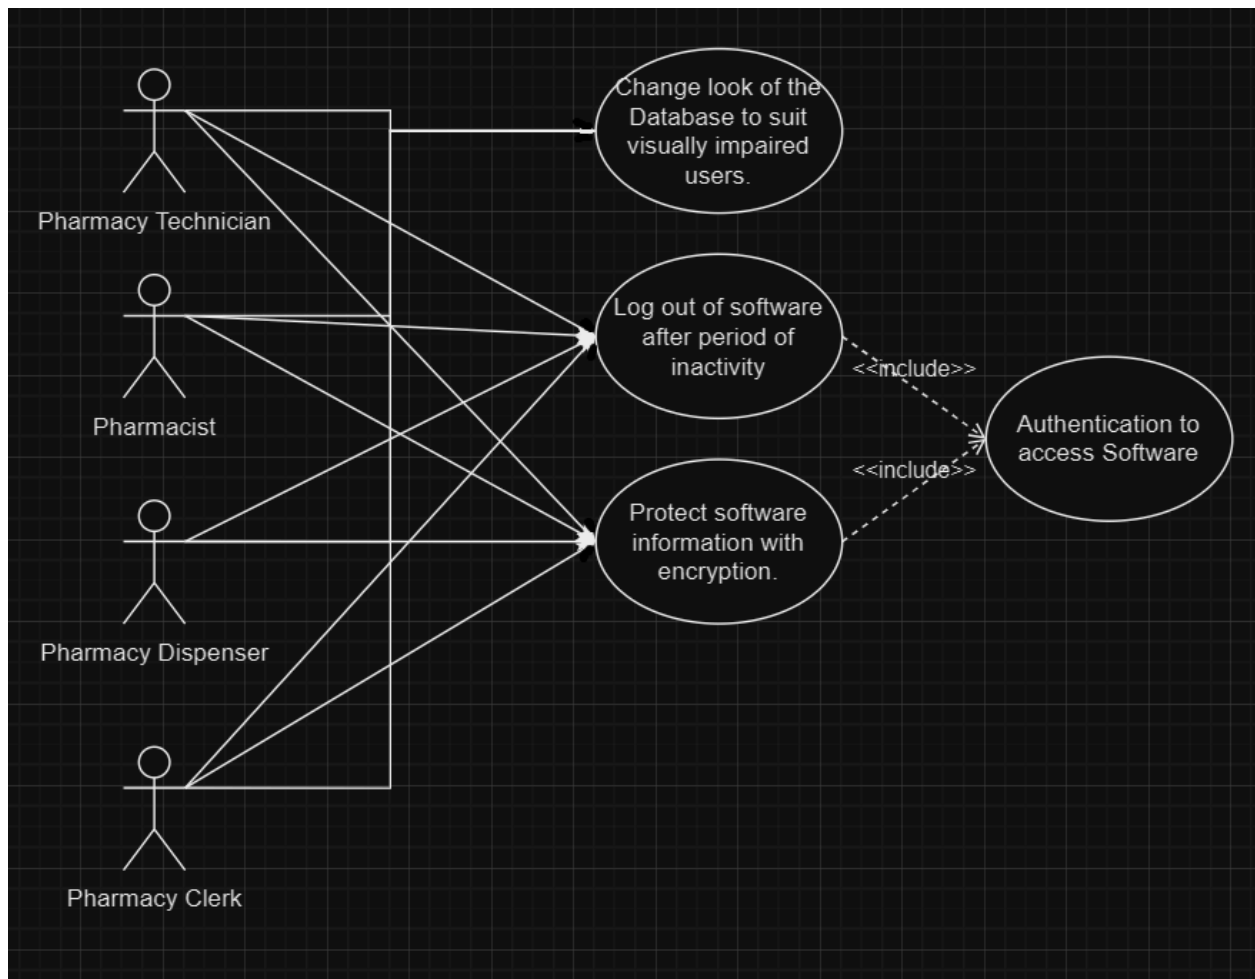 Change look of the
Database to suit
visually impaired
users.
Pharmacy Technician
Log out of software
after period of
inactivity
<<include>>
Pharmacist
Authentication to
access Software
<<include>>
Protect software
information with
encryption.
Pharmacy Dispenser
Pharmacy Clerk